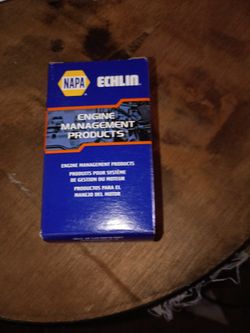 NAPA ECHLIN
ENGINE
MANAGEMENT
PRODUCTS
ENGINE MANAGEMENT PRODUCTS
PRODUITS POUR SYSTÈME
DE GESTION DU MOTEUR
PRODUCTOS PARA EL
MANEJO DEL MOTOR